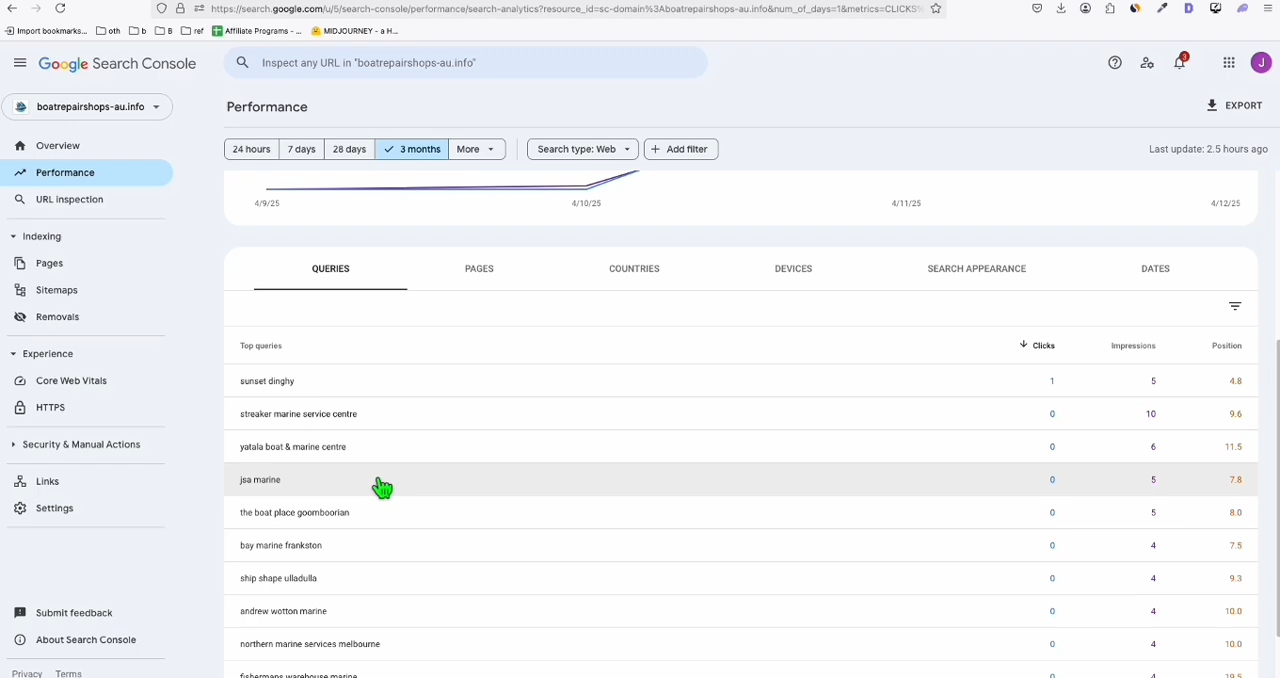 https://search.google.com/u/5/search-console/performance/search-analytics?resource_id=sc-domain%3Aboatrepairshops-au.info&num_of_days=1&metrics=CLICKS%
Import bookmarks... oth b B ref Affiliate Programs - ... MIDJOURNEY - a H...
Google Search Console
Inspect any URL in "boatrepairshops-au.info"
3
J
boatrepairshops-au.info
Performance
EXPORT
24 hours 7 days 28 days 3 months More Search type: Web Add filter Last update: 2.5 hours ago
Overview
Performance
URL inspection
Indexing
Pages
Sitemaps
Removals
Experience
Core Web Vitals
HTTPS
Security & Manual Actions
Links
Settings
Submit feedback
About Search Console
Privacy Terms
4/9/25 4/10/25 4/11/25 4/12/25
QUERIES PAGES COUNTRIES DEVICES SEARCH APPEARANCE DATES
Top queries Clicks Impressions Position
sunset dinghy 1 5 4.8
streaker marine service centre 0 10 9.6
yatala boat & marine centre 0 6 11.5
jsa marine 0 5 7.8
the boat place goomboorian 0 5 8.0
bay marine frankston 0 4 7.5
ship shape ulladulla 0 4 9.3
andrew wotton marine 0 4 10.0
northern marine services melbourne 0 4 10.0
fishermans warehouse marine 0 4 19.5